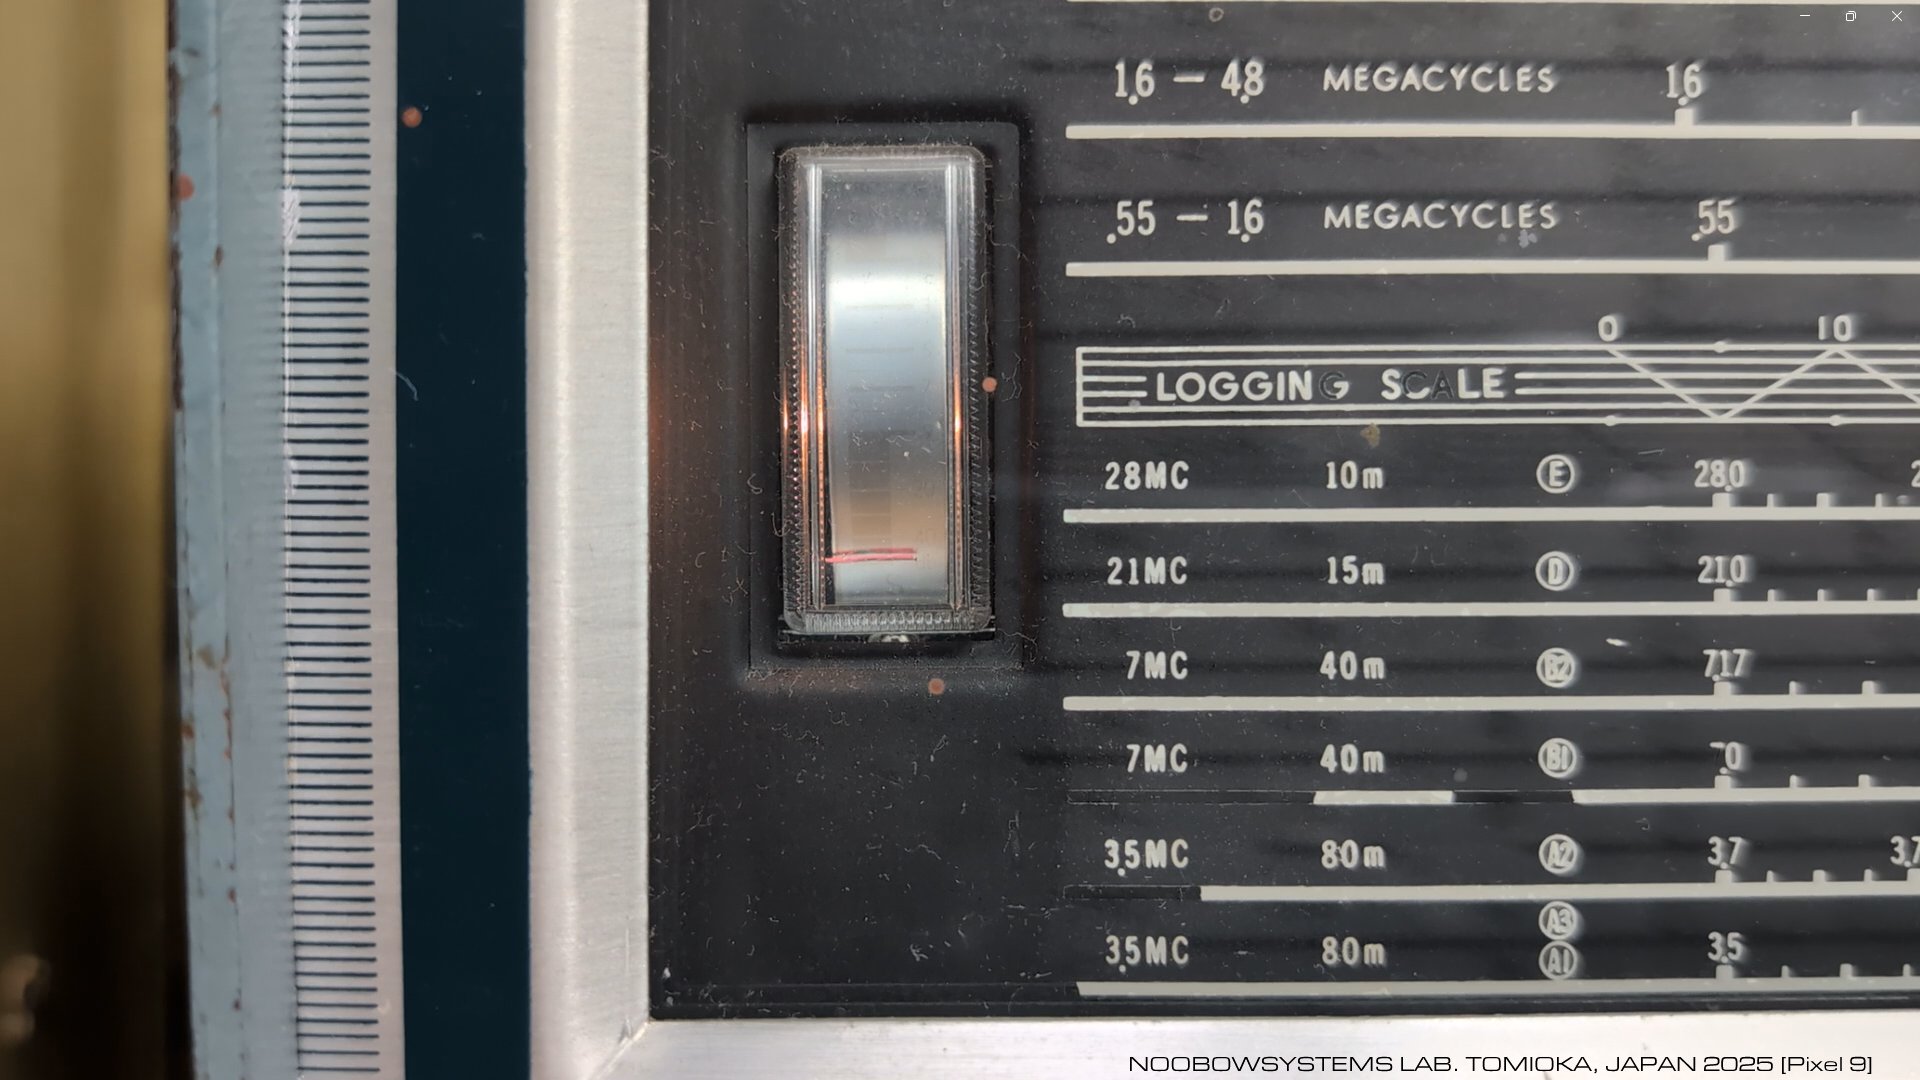 1.6 — 4.8 MEGACYCLES 1.6
.55 — 1.6 MEGACYCLES .55
0 10
LOGGING SCALE
28MC 10m E 28.0
21MC 15m D 21.0
7MC 40m B2 7.17
7MC 40m B1 7.0
3.5MC 80m A2 3.7
A3
3.5MC 80m A1 3.5
NOOBOWSYSTEMS LAB. TOMIOKA, JAPAN 2025 [Pixel 9]